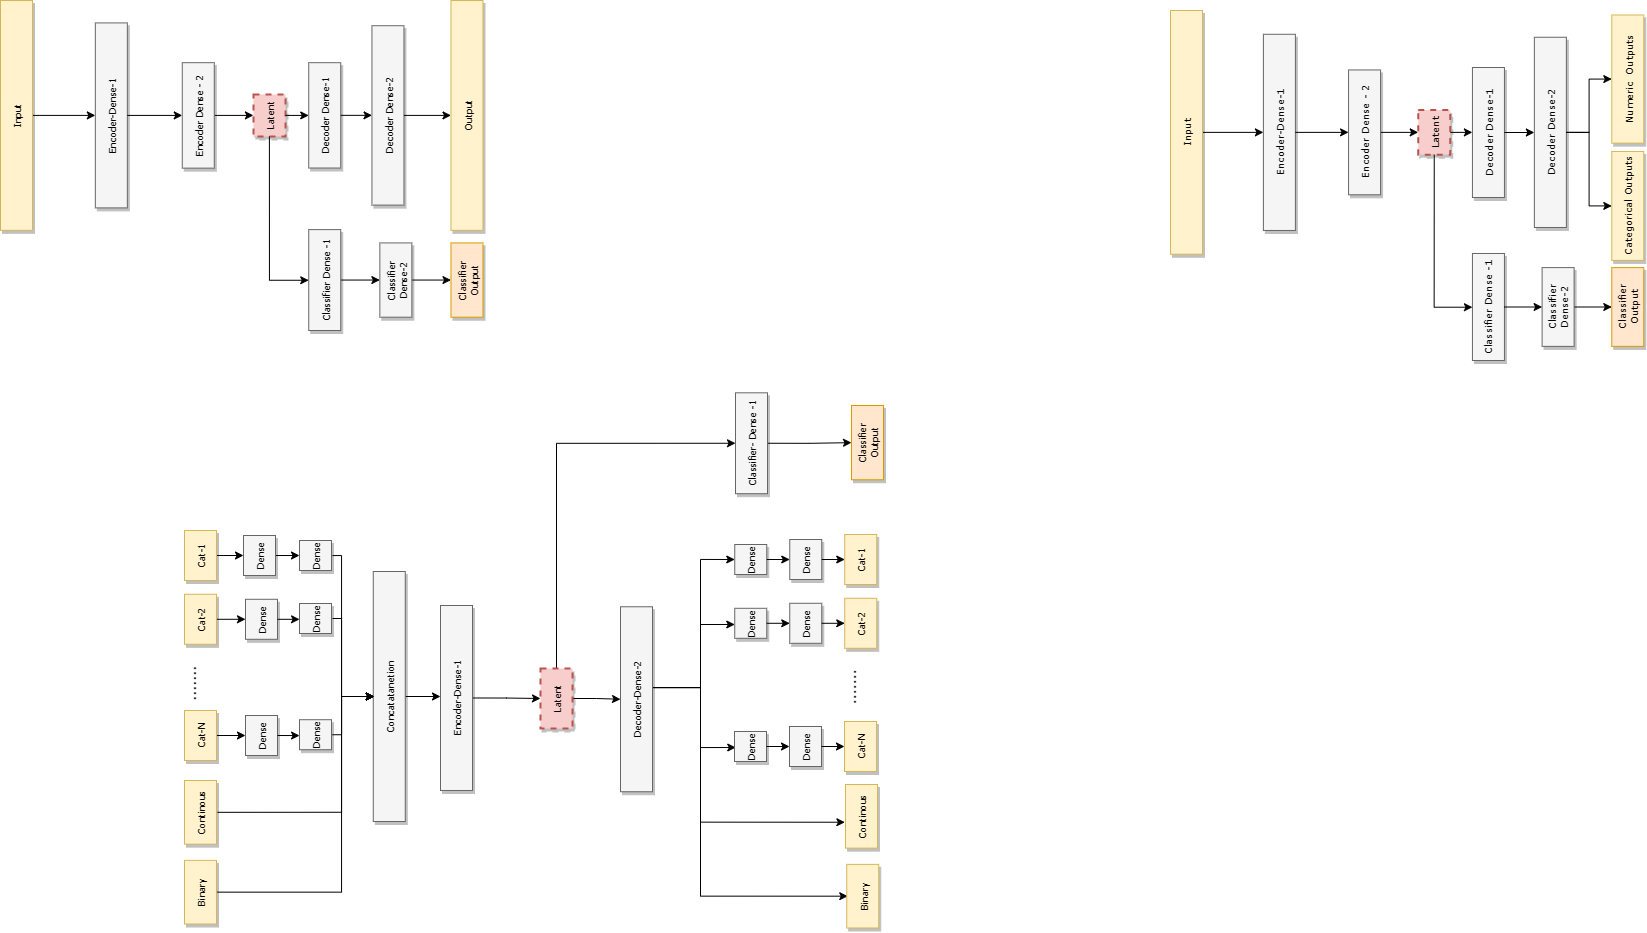 Input
Encoder-Dense-1
Encoder Dense - 2
Latent
Decoder Dense-1
Decoder Dense-2
Output
Classifier Dense -1
Classifier
Dense-2
Classifier
Output
Input
Encoder-Dense-1
Encoder Dense - 2
Latent
Decoder Dense-1
Decoder Dense-2
Numeric Outputs
Categorical Outputs
Classifier Dense -1
Classifier
Dense-2
Classifier
Output
Classifier- Dense -1
Classifier
Output
Cat-1
Dense
Dense
Cat-2
Dense
Dense
.......
Cat-N
Dense
Dense
Continous
Binary
Concatatanetion
Encoder-Dense-1
Latent
Decoder-Dense-2
Dense
Dense
Cat-1
Dense
Dense
Cat-2
.......
Dense
Dense
Cat-N
Continous
Binary